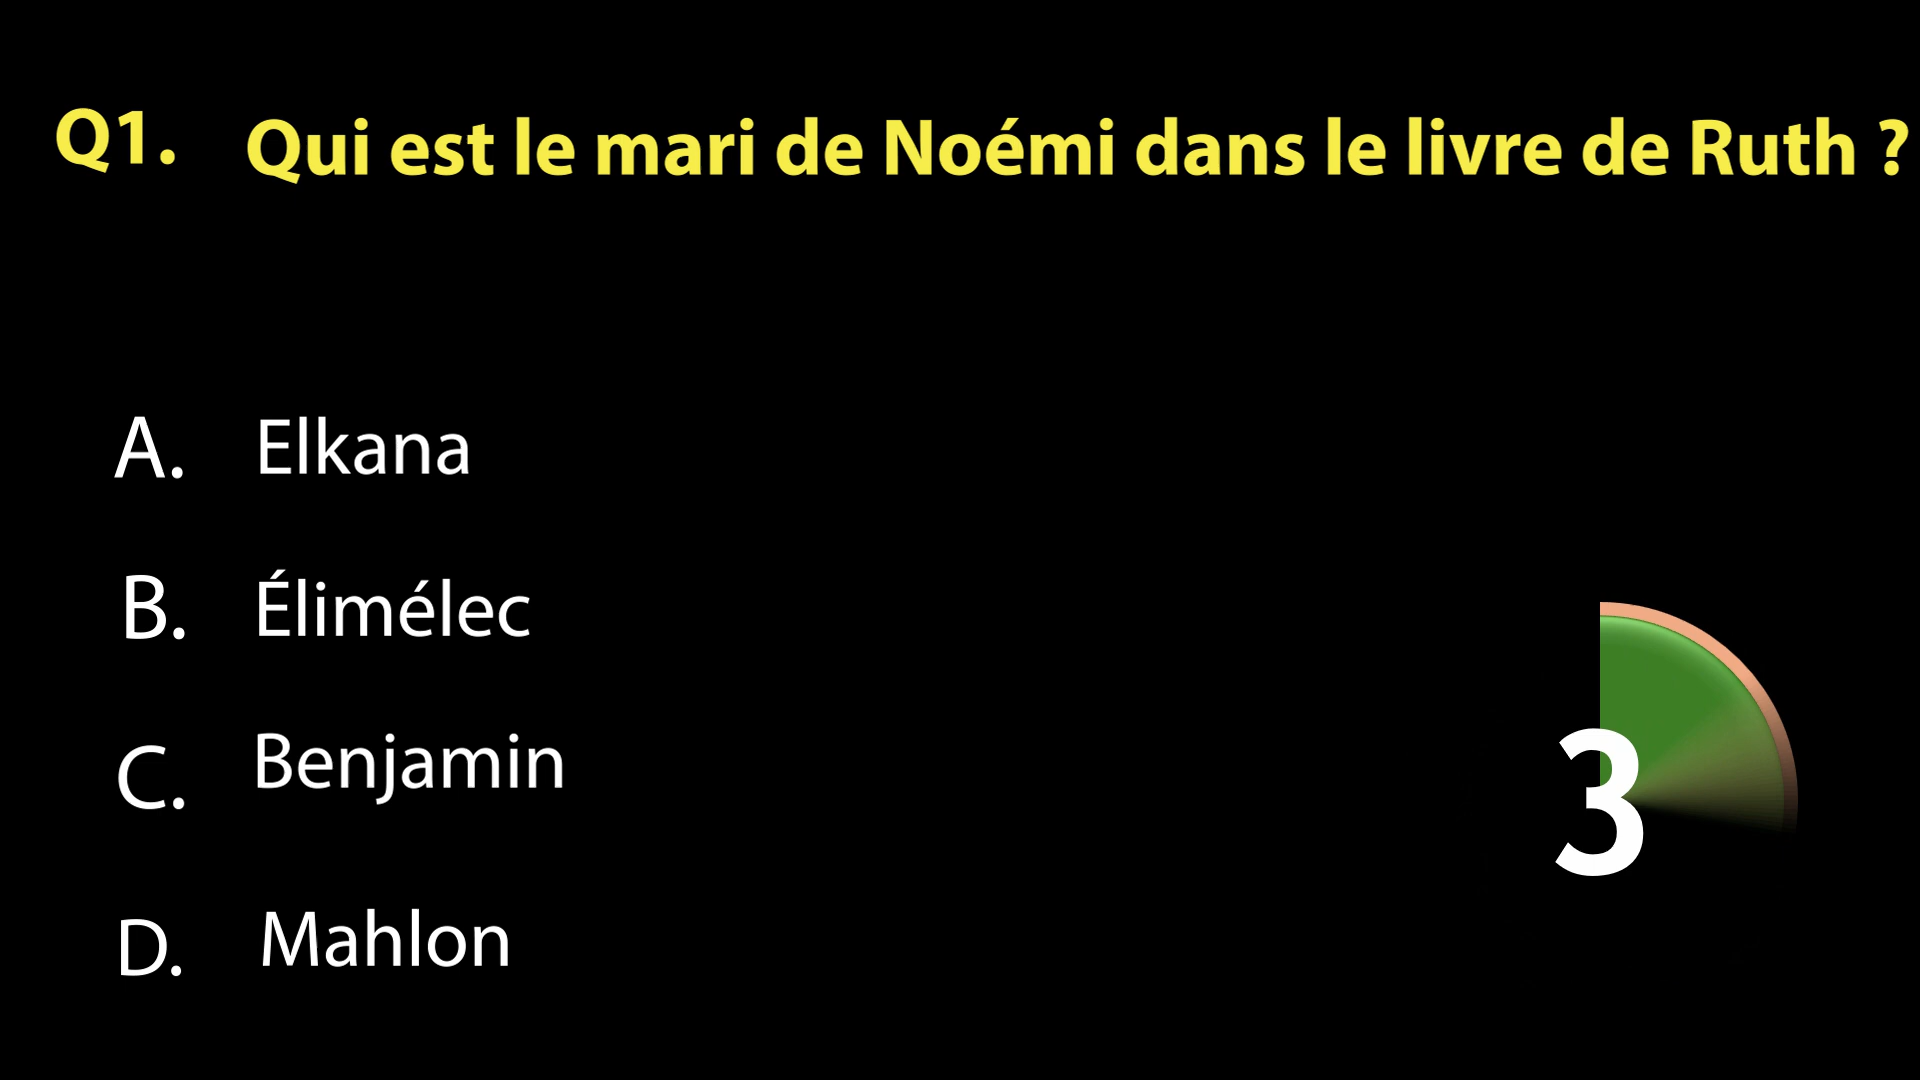 Q1. Qui est le mari de Noémi dans le livre de Ruth ?
A. Elkana
B. Élimélec
C. Benjamin
D. Mahlon
3